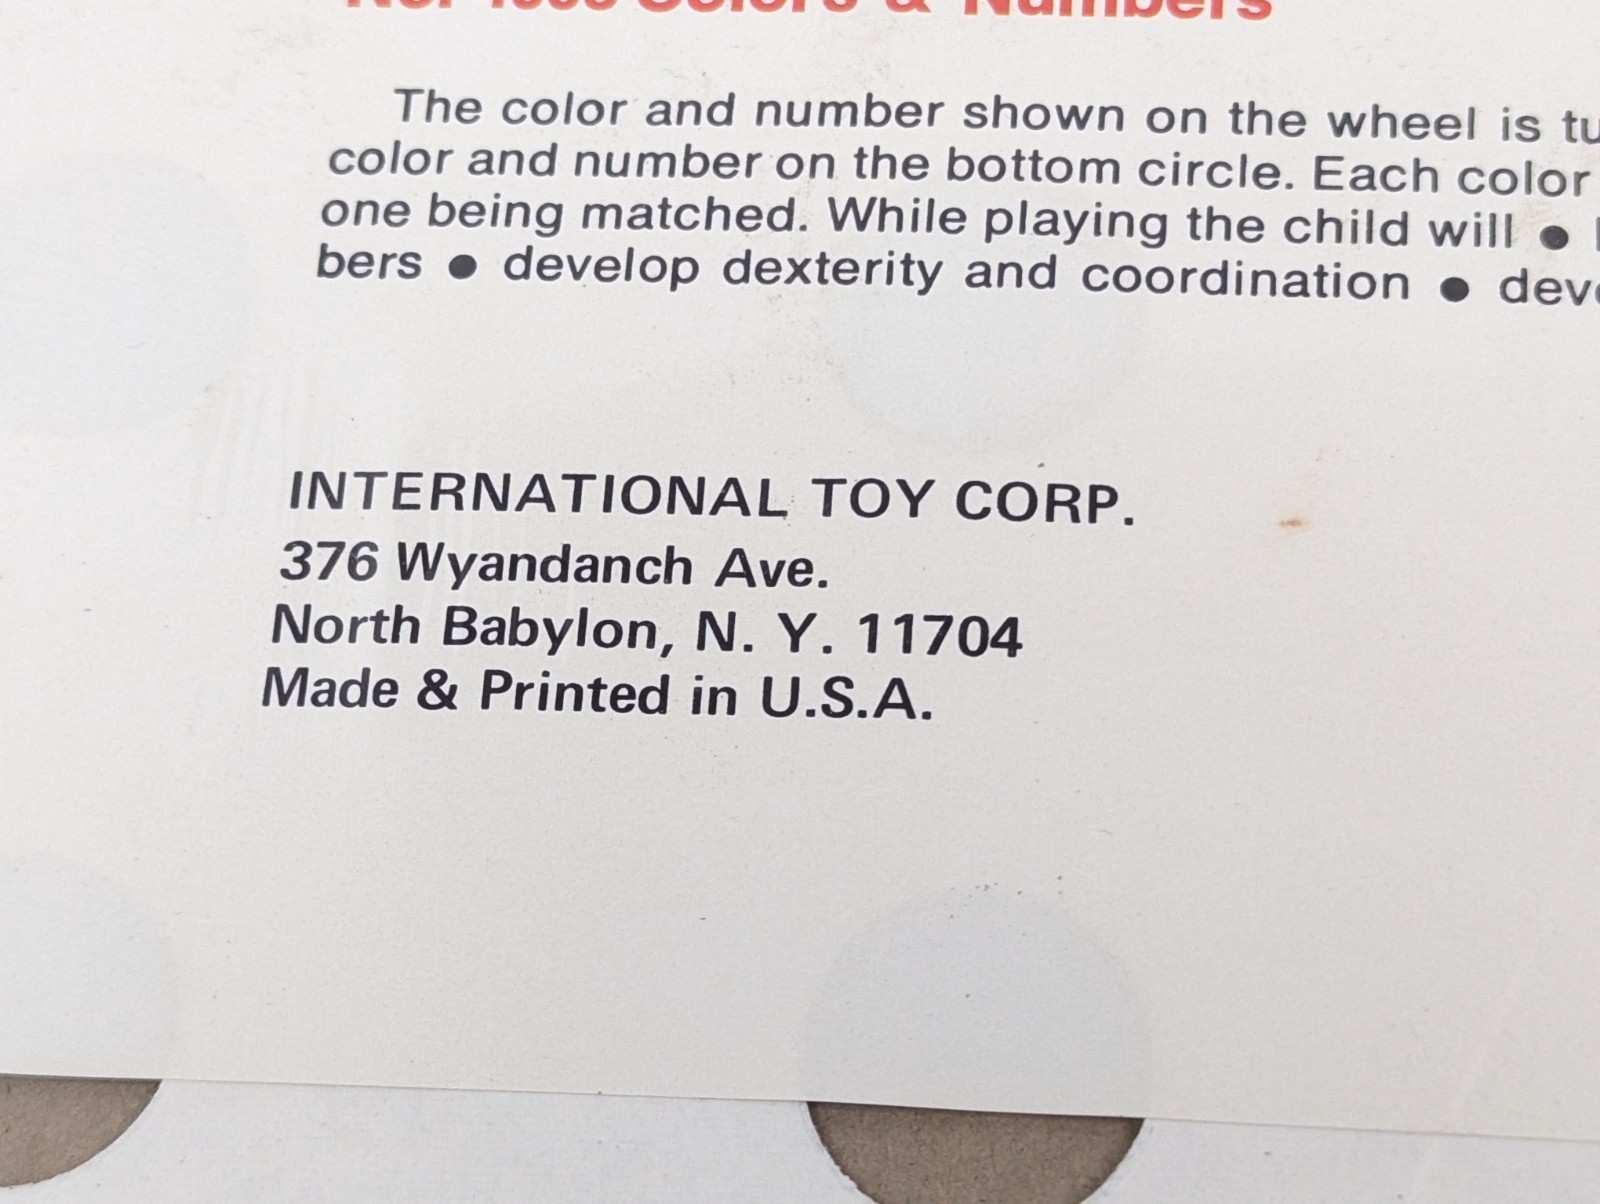 Colors & Numbers
The color and number shown on the wheel is
color and number on the bottom circle. Each color
one being matched. While playing the child will •
bers • develop dexterity and coordination •
INTERNATIONAL TOY CORP.
376 Wyandanch Ave.
North Babylon, N. Y. 11704
Made & Printed in U.S.A.